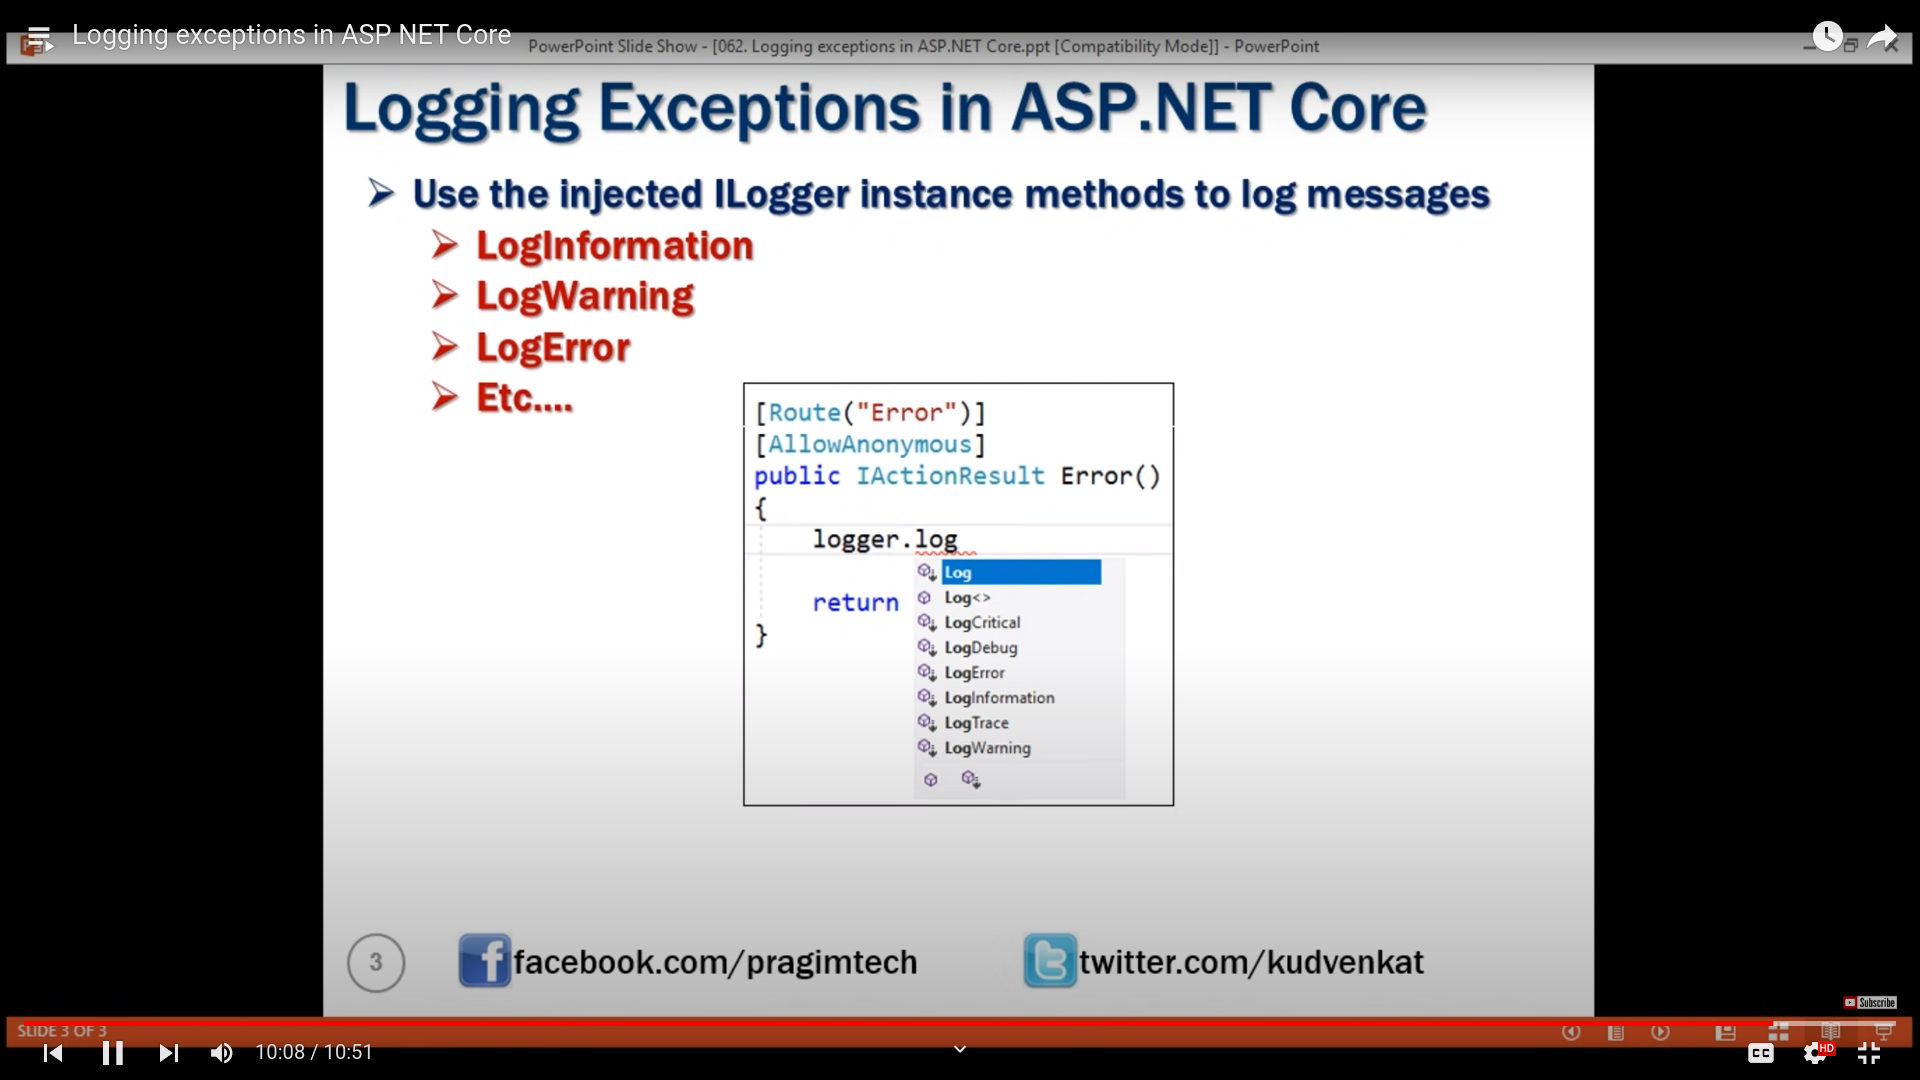 Logging exceptions in ASP NET Core
PowerPoint Slide Show - [062. Logging exceptions in ASP.NET Core.ppt [Compatibility Mode]] - PowerPoint
Logging Exceptions in ASP.NET Core
Use the injected ILogger instance methods to log messages
LogInformation
LogWarning
LogError
Etc....
[Route("Error")]
[AllowAnonymous]
public IActionResult Error()
{
logger.log
Log
Log<>
return
LogCritical
}
LogDebug
LogError
LogInformation
LogTrace
LogWarning
3
facebook.com/pragimtech
twitter.com/kudvenkat
Subscribe
SLIDE 3 OF 3
10:08 / 10:51
CC
HD